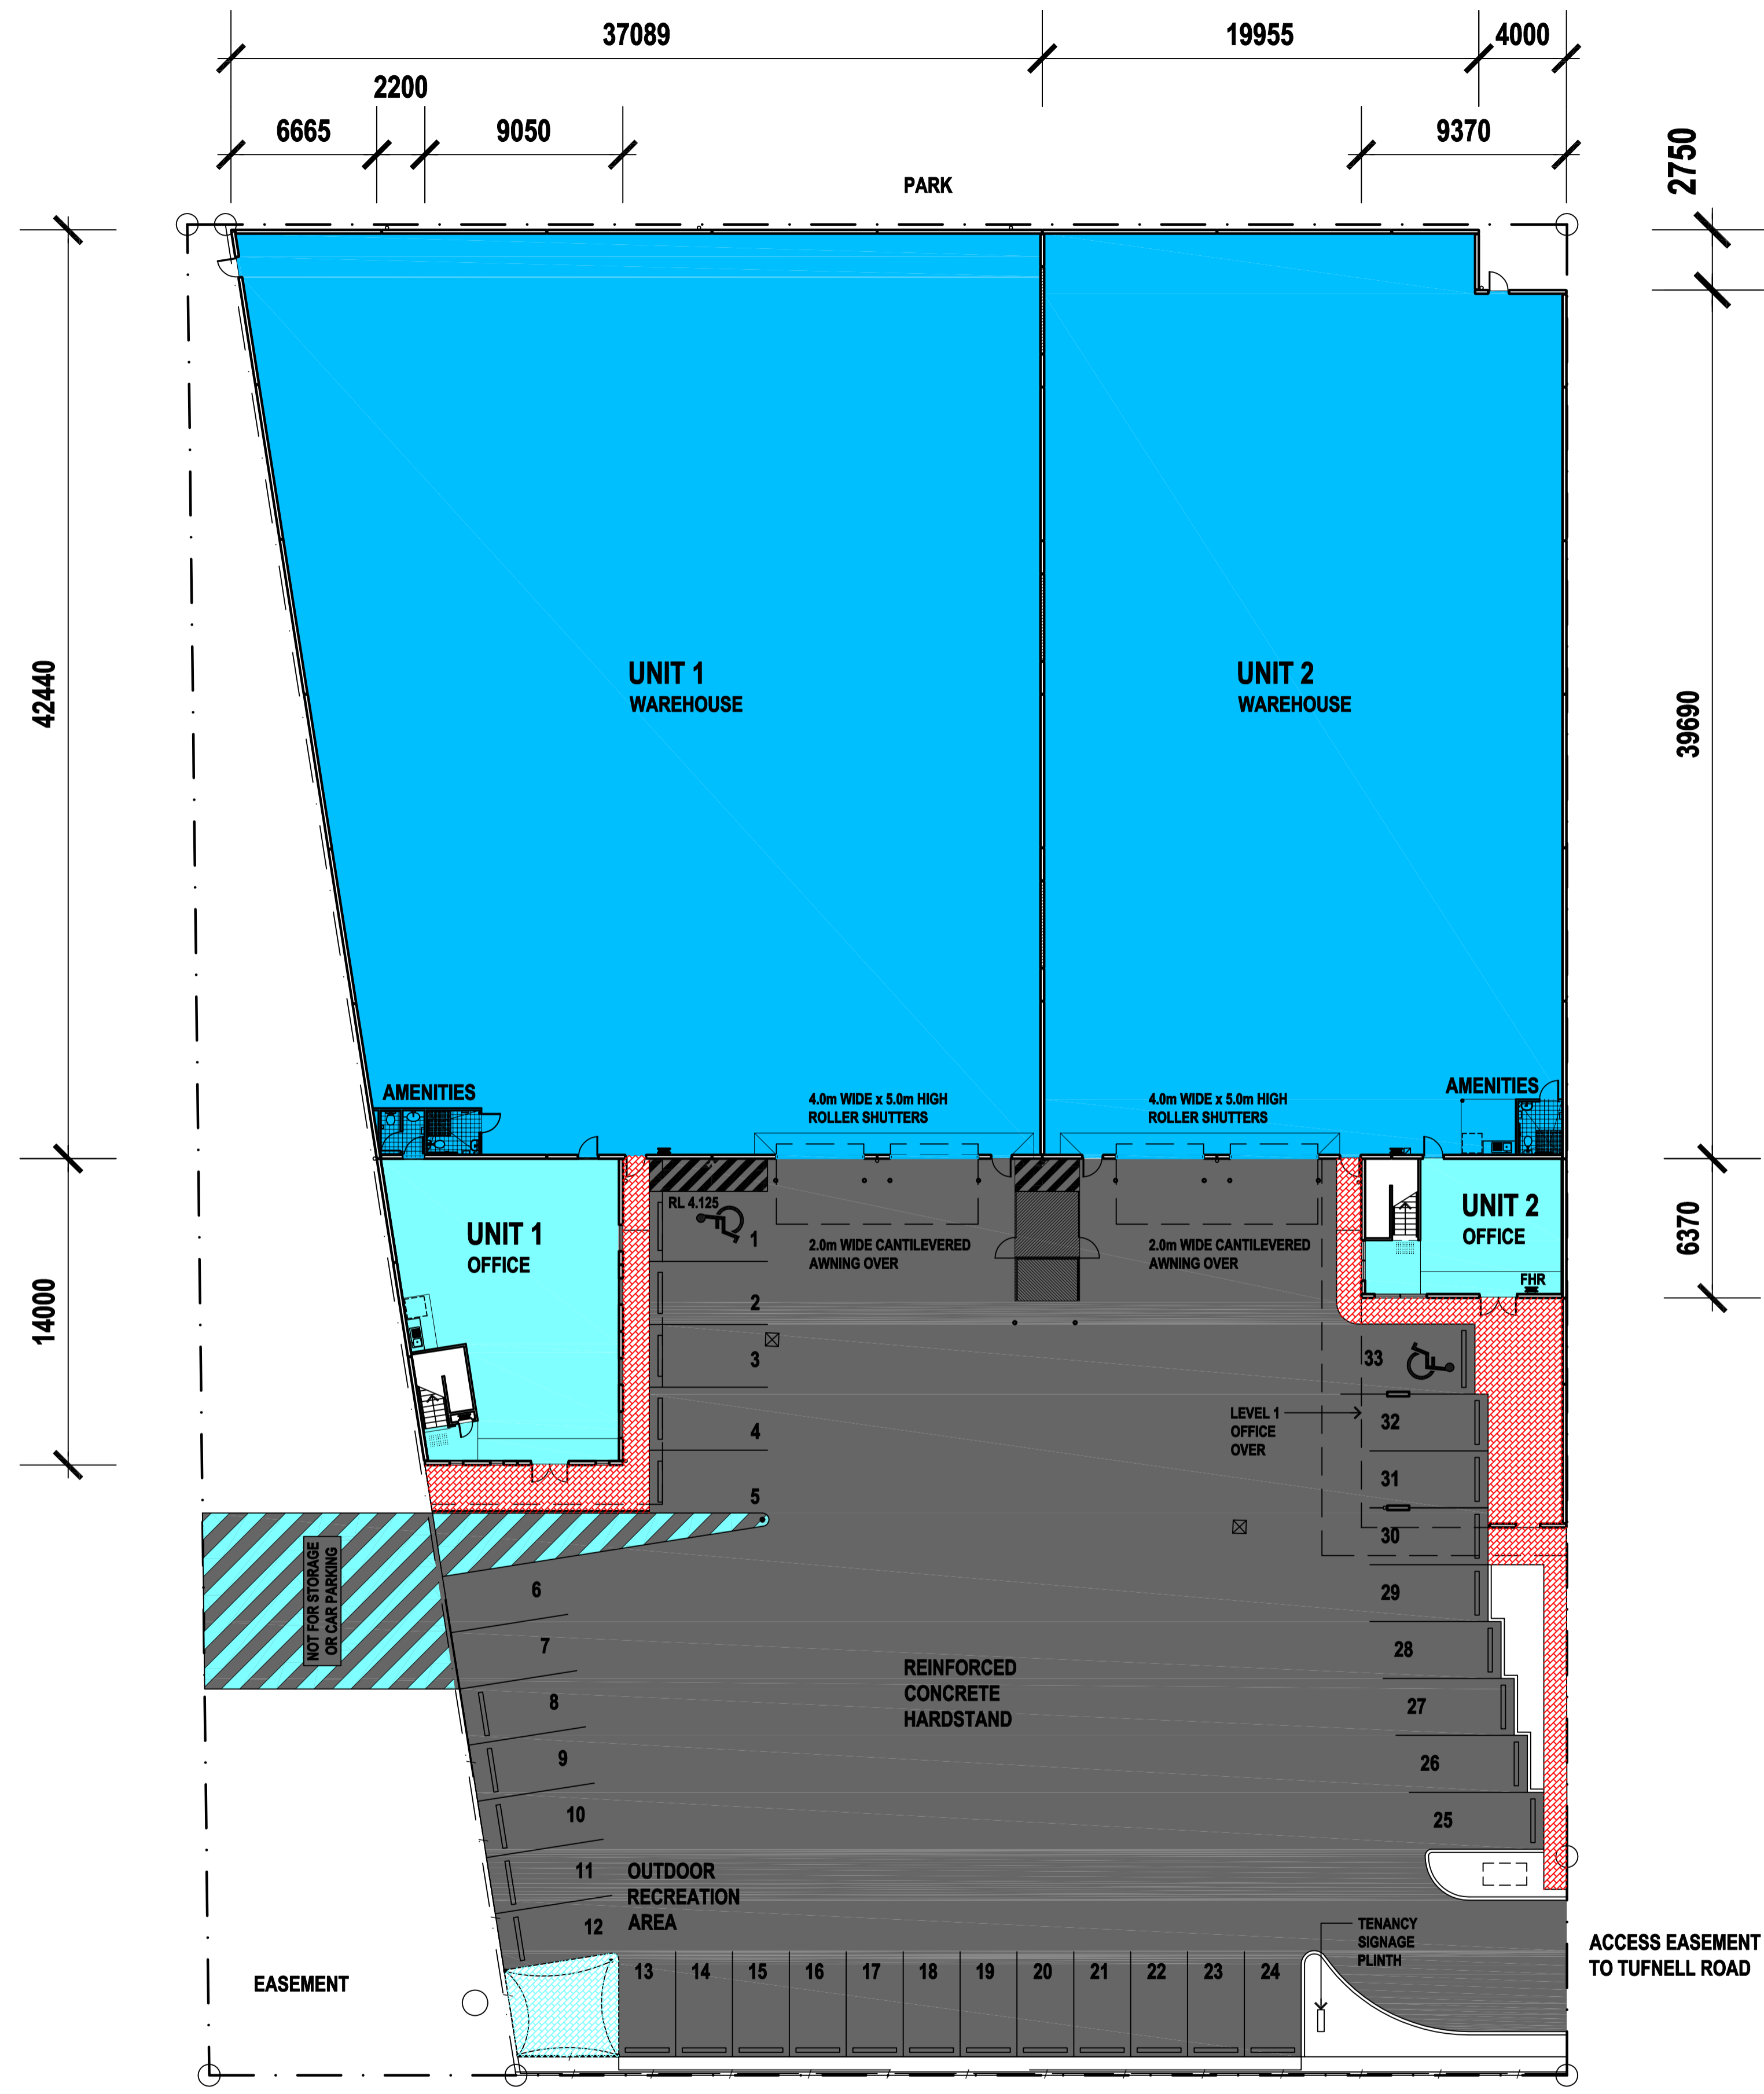 37089
19955
4000
2200
6665
9050
9370
2750
PARK
42440
UNIT 1
WAREHOUSE
UNIT 2
WAREHOUSE
39690
AMENITIES
4.0m WIDE x 5.0m HIGH
ROLLER SHUTTERS
4.0m WIDE x 5.0m HIGH
ROLLER SHUTTERS
AMENITIES
14000
UNIT 1
OFFICE
RL 4.125
1
2.0m WIDE CANTILEVERED
AWNING OVER
2.0m WIDE CANTILEVERED
AWNING OVER
UNIT 2
OFFICE
FHR
6370
2
3
4
5
33
LEVEL 1
OFFICE
OVER
32
31
30
NOT FOR STORAGE
OR CAR PARKING
6
7
8
9
10
11
12
REINFORCED
CONCRETE
HARDSTAND
29
28
27
26
25
OUTDOOR
RECREATION
AREA
TENANCY
SIGNAGE
PLINTH
ACCESS EASEMENT
TO TUFNELL ROAD
EASEMENT
13
14
15
16
17
18
19
20
21
22
23
24